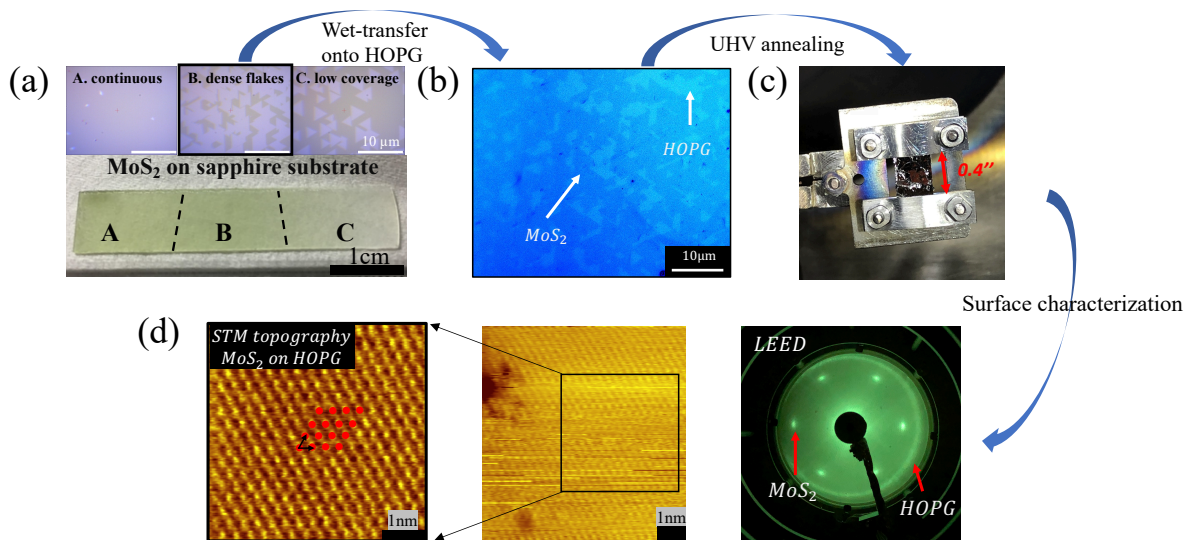 Wet-transfer
onto HOPG
UHV annealing
(a)
A. continuous
B. dense flakes
C. low coverage
10 μm
MoS₂ on sapphire substrate
A
B
C
1cm
(b)
HOPG
MoS₂
10μm
(c)
0.4″
Surface characterization
(d)
STM topography
MoS₂ on HOPG
1nm
1nm
LEED
MoS₂
HOPG